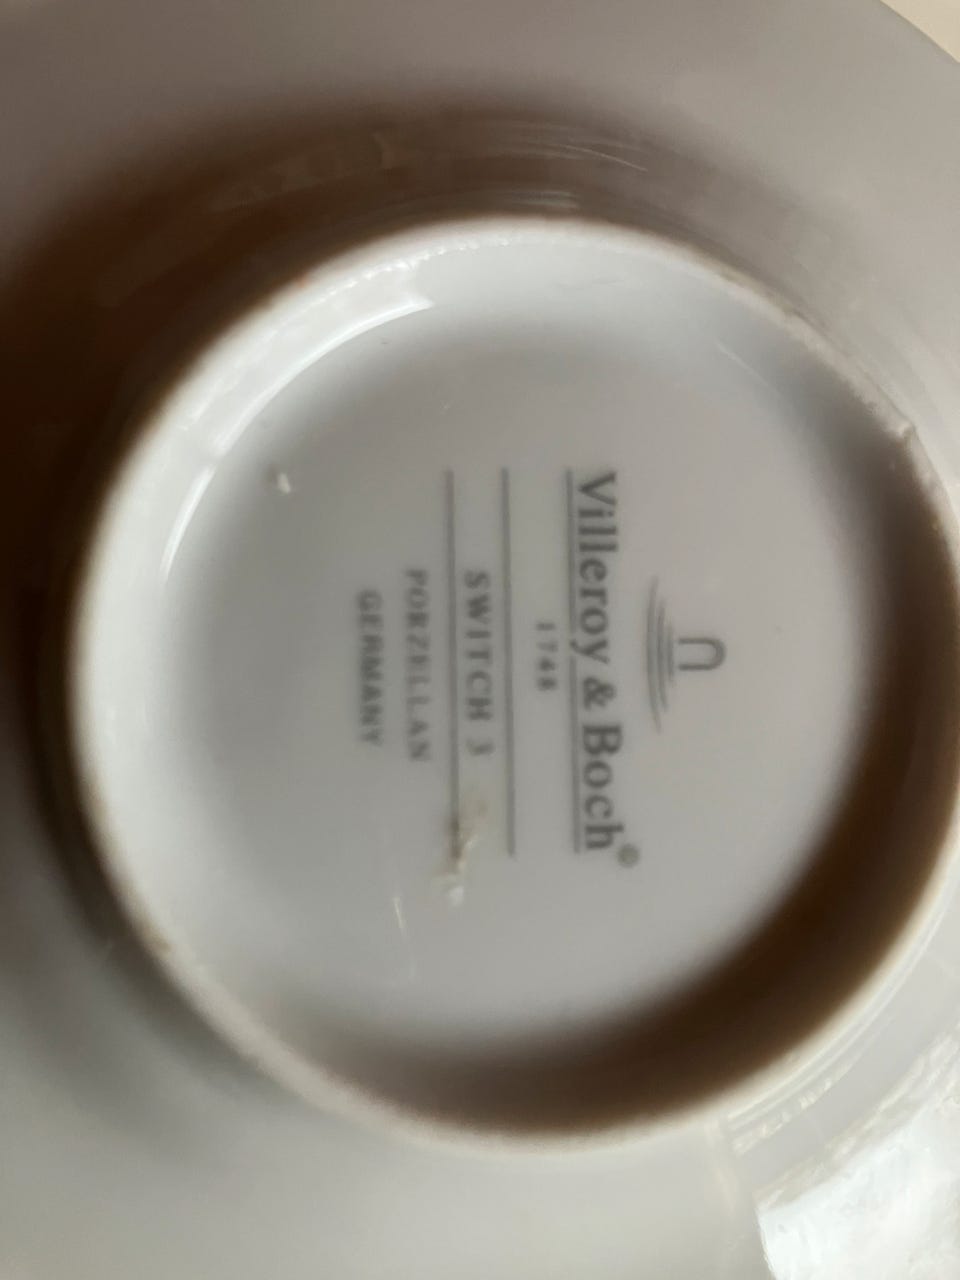 Villeroy & Boch©
1748
SWITCH 3
PORZELLAN
GERMANY